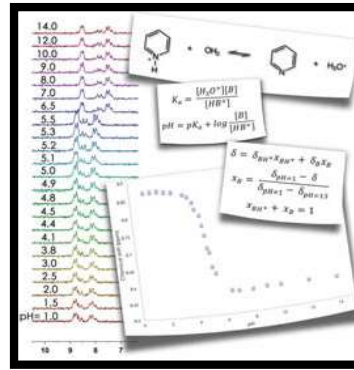 14.0
12.0
10.0
9.0
8.0
7.0
6.5
5.5
5.3
5.2
5.1
5.0
4.9
4.8
4.5
4.4
4.1
3.8
3.0
2.5
2.0
1.5
pH= 1.0
10 9 8 7
N
H
+ OH₂ ⇌ N + H₃O⁺
Kₐ = [H₃O⁺][B] / [HB⁺]
pH = pKₐ + log [B] / [HB⁺]
δ = δ_BH⁺ x_BH⁺ + δ_B x_B
x_B = (δ_pH=1 − δ) / (δ_pH=1 − δ_pH=13)
x_BH⁺ + x_B = 1
pH